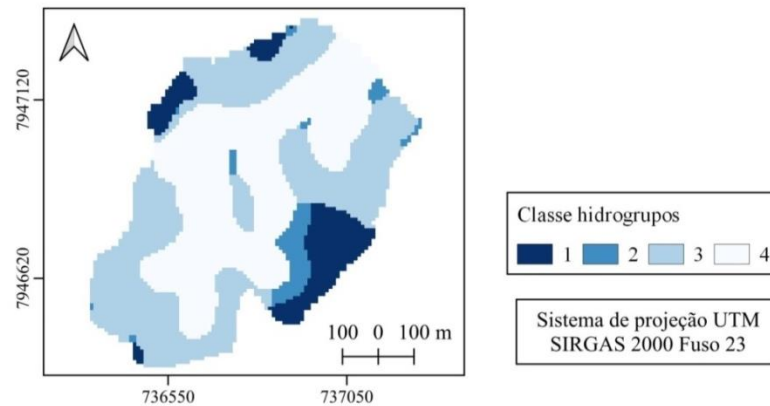 7947120
7946620
100 0 100 m
736550
737050
Classe hidrogrupos
1 2 3 4
Sistema de projeção UTM
SIRGAS 2000 Fuso 23